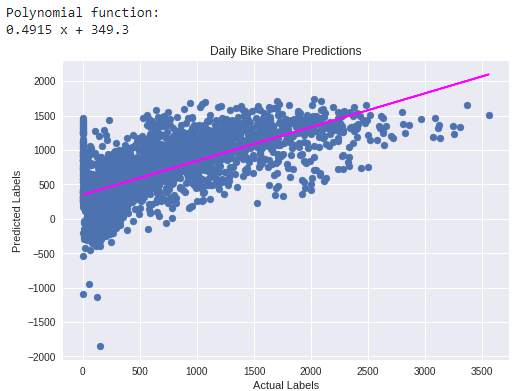 Polynomial function:
0.4915 x + 349.3
Daily Bike Share Predictions
2000
1500
1000
500
0
−500
−1000
−1500
−2000
Predicted Labels
0 500 1000 1500 2000 2500 3000 3500
Actual Labels